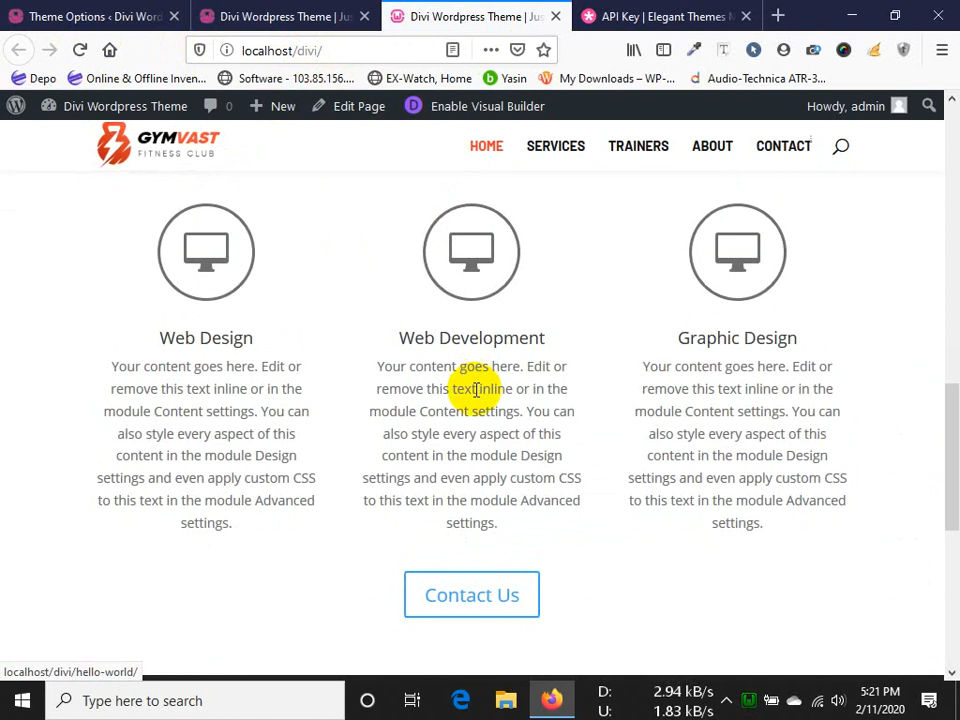 Theme Options ‹ Divi Word
Divi Wordpress Theme | Jus
Divi Wordpress Theme | Jus
API Key | Elegant Themes M
localhost/divi/
Depo
Online & Offline Inven...
Software - 103.85.156....
EX-Watch, Home
Yasin
My Downloads – WP-...
Audio-Technica ATR-3...
Divi Wordpress Theme
0
New
Edit Page
Enable Visual Builder
Howdy, admin
GYMVAST
FITNESS CLUB
HOME
SERVICES
TRAINERS
ABOUT
CONTACT
Web Design
Your content goes here. Edit or
remove this text inline or in the
module Content settings. You can
also style every aspect of this
content in the module Design
settings and even apply custom CSS
to this text in the module Advanced
settings.
Web Development
Your content goes here. Edit or
remove this text inline or in the
module Content settings. You can
also style every aspect of this
content in the module Design
settings and even apply custom CSS
to this text in the module Advanced
settings.
Graphic Design
Your content goes here. Edit or
remove this text inline or in the
module Content settings. You can
also style every aspect of this
content in the module Design
settings and even apply custom CSS
to this text in the module Advanced
settings.
Contact Us
localhost/divi/hello-world/
Type here to search
D: 2.94 kB/s
U: 1.83 kB/s
5:21 PM
2/11/2020